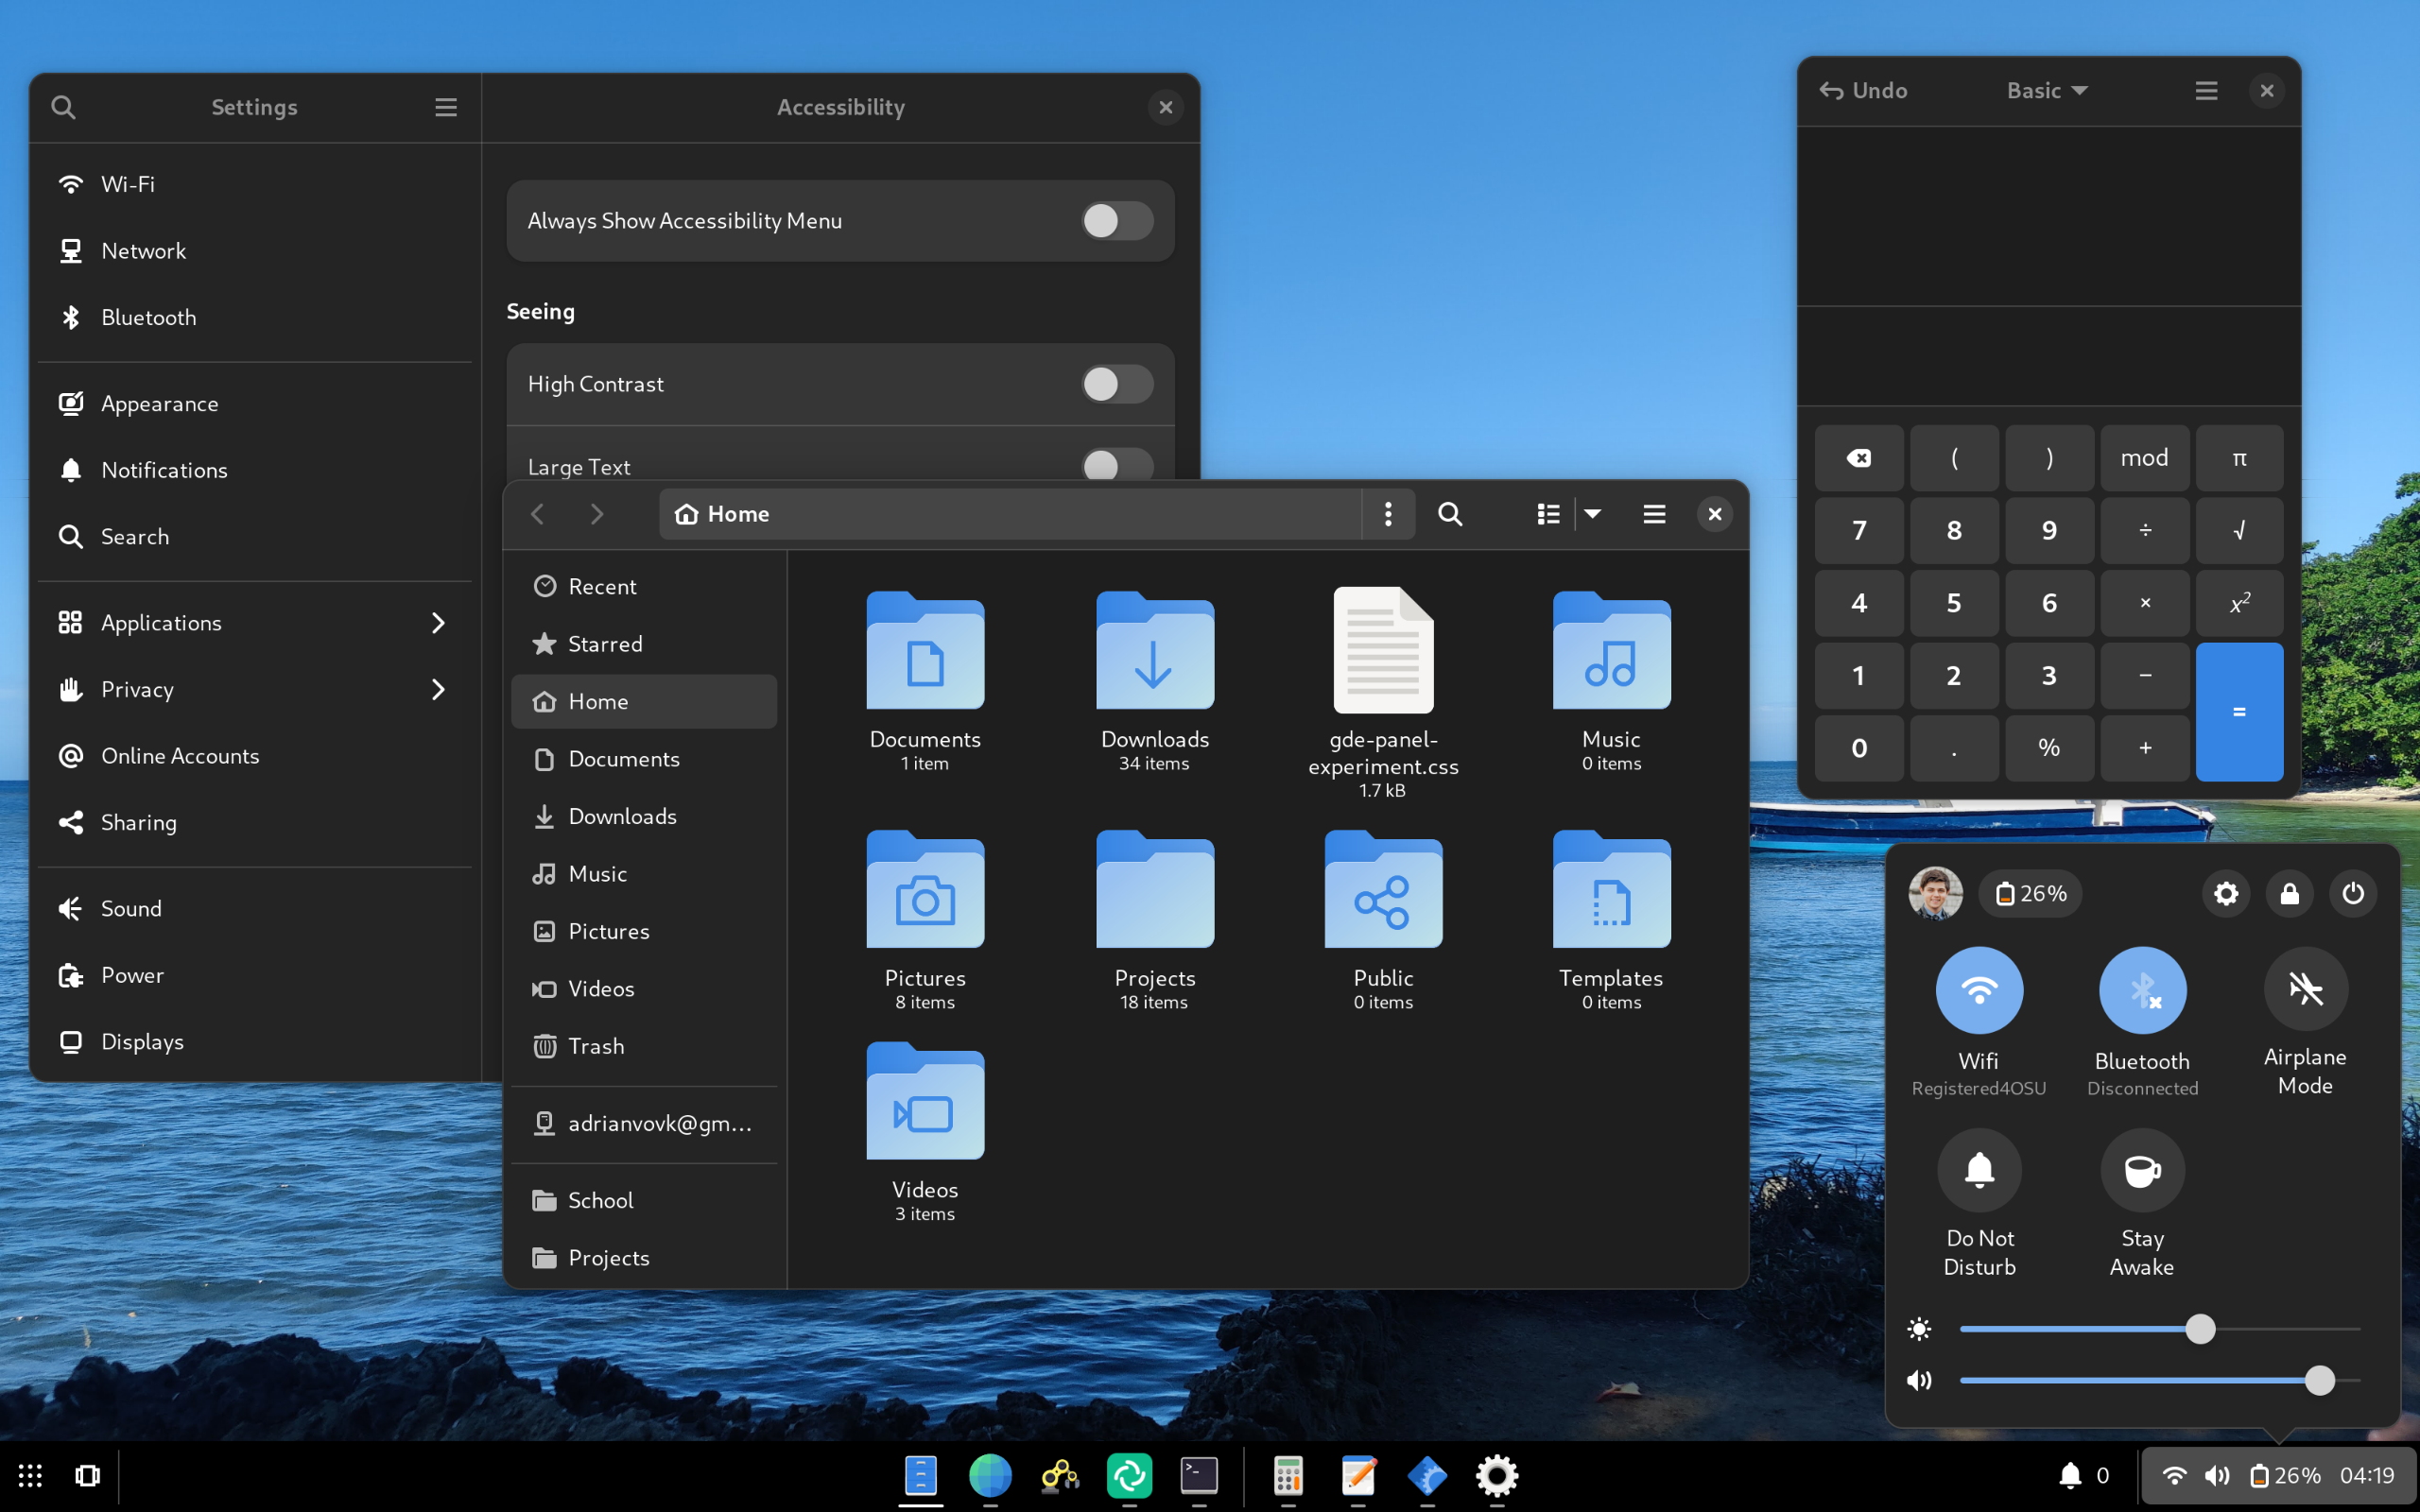 Settings
Accessibility
Wi-Fi
Network
Bluetooth
Appearance
Notifications
Search
Applications
Privacy
Online Accounts
Sharing
Sound
Power
Displays
Always Show Accessibility Menu
Seeing
High Contrast
Large Text
Home
Recent
Starred
Home
Documents
Downloads
Music
Pictures
Videos
Trash
adrianvovk@gm...
School
Projects
Documents
1 item
Downloads
34 items
gde-panel-
experiment.css
1.7 kB
Music
0 items
Pictures
8 items
Projects
18 items
Public
0 items
Templates
0 items
Videos
3 items
Undo
Basic
( ) mod π
7 8 9 ÷ √
4 5 6 × x²
1 2 3 −
0 . % + =
26%
Wifi
Registered4OSU
Bluetooth
Disconnected
Airplane
Mode
Do Not
Disturb
Stay
Awake
0
26%
04:19